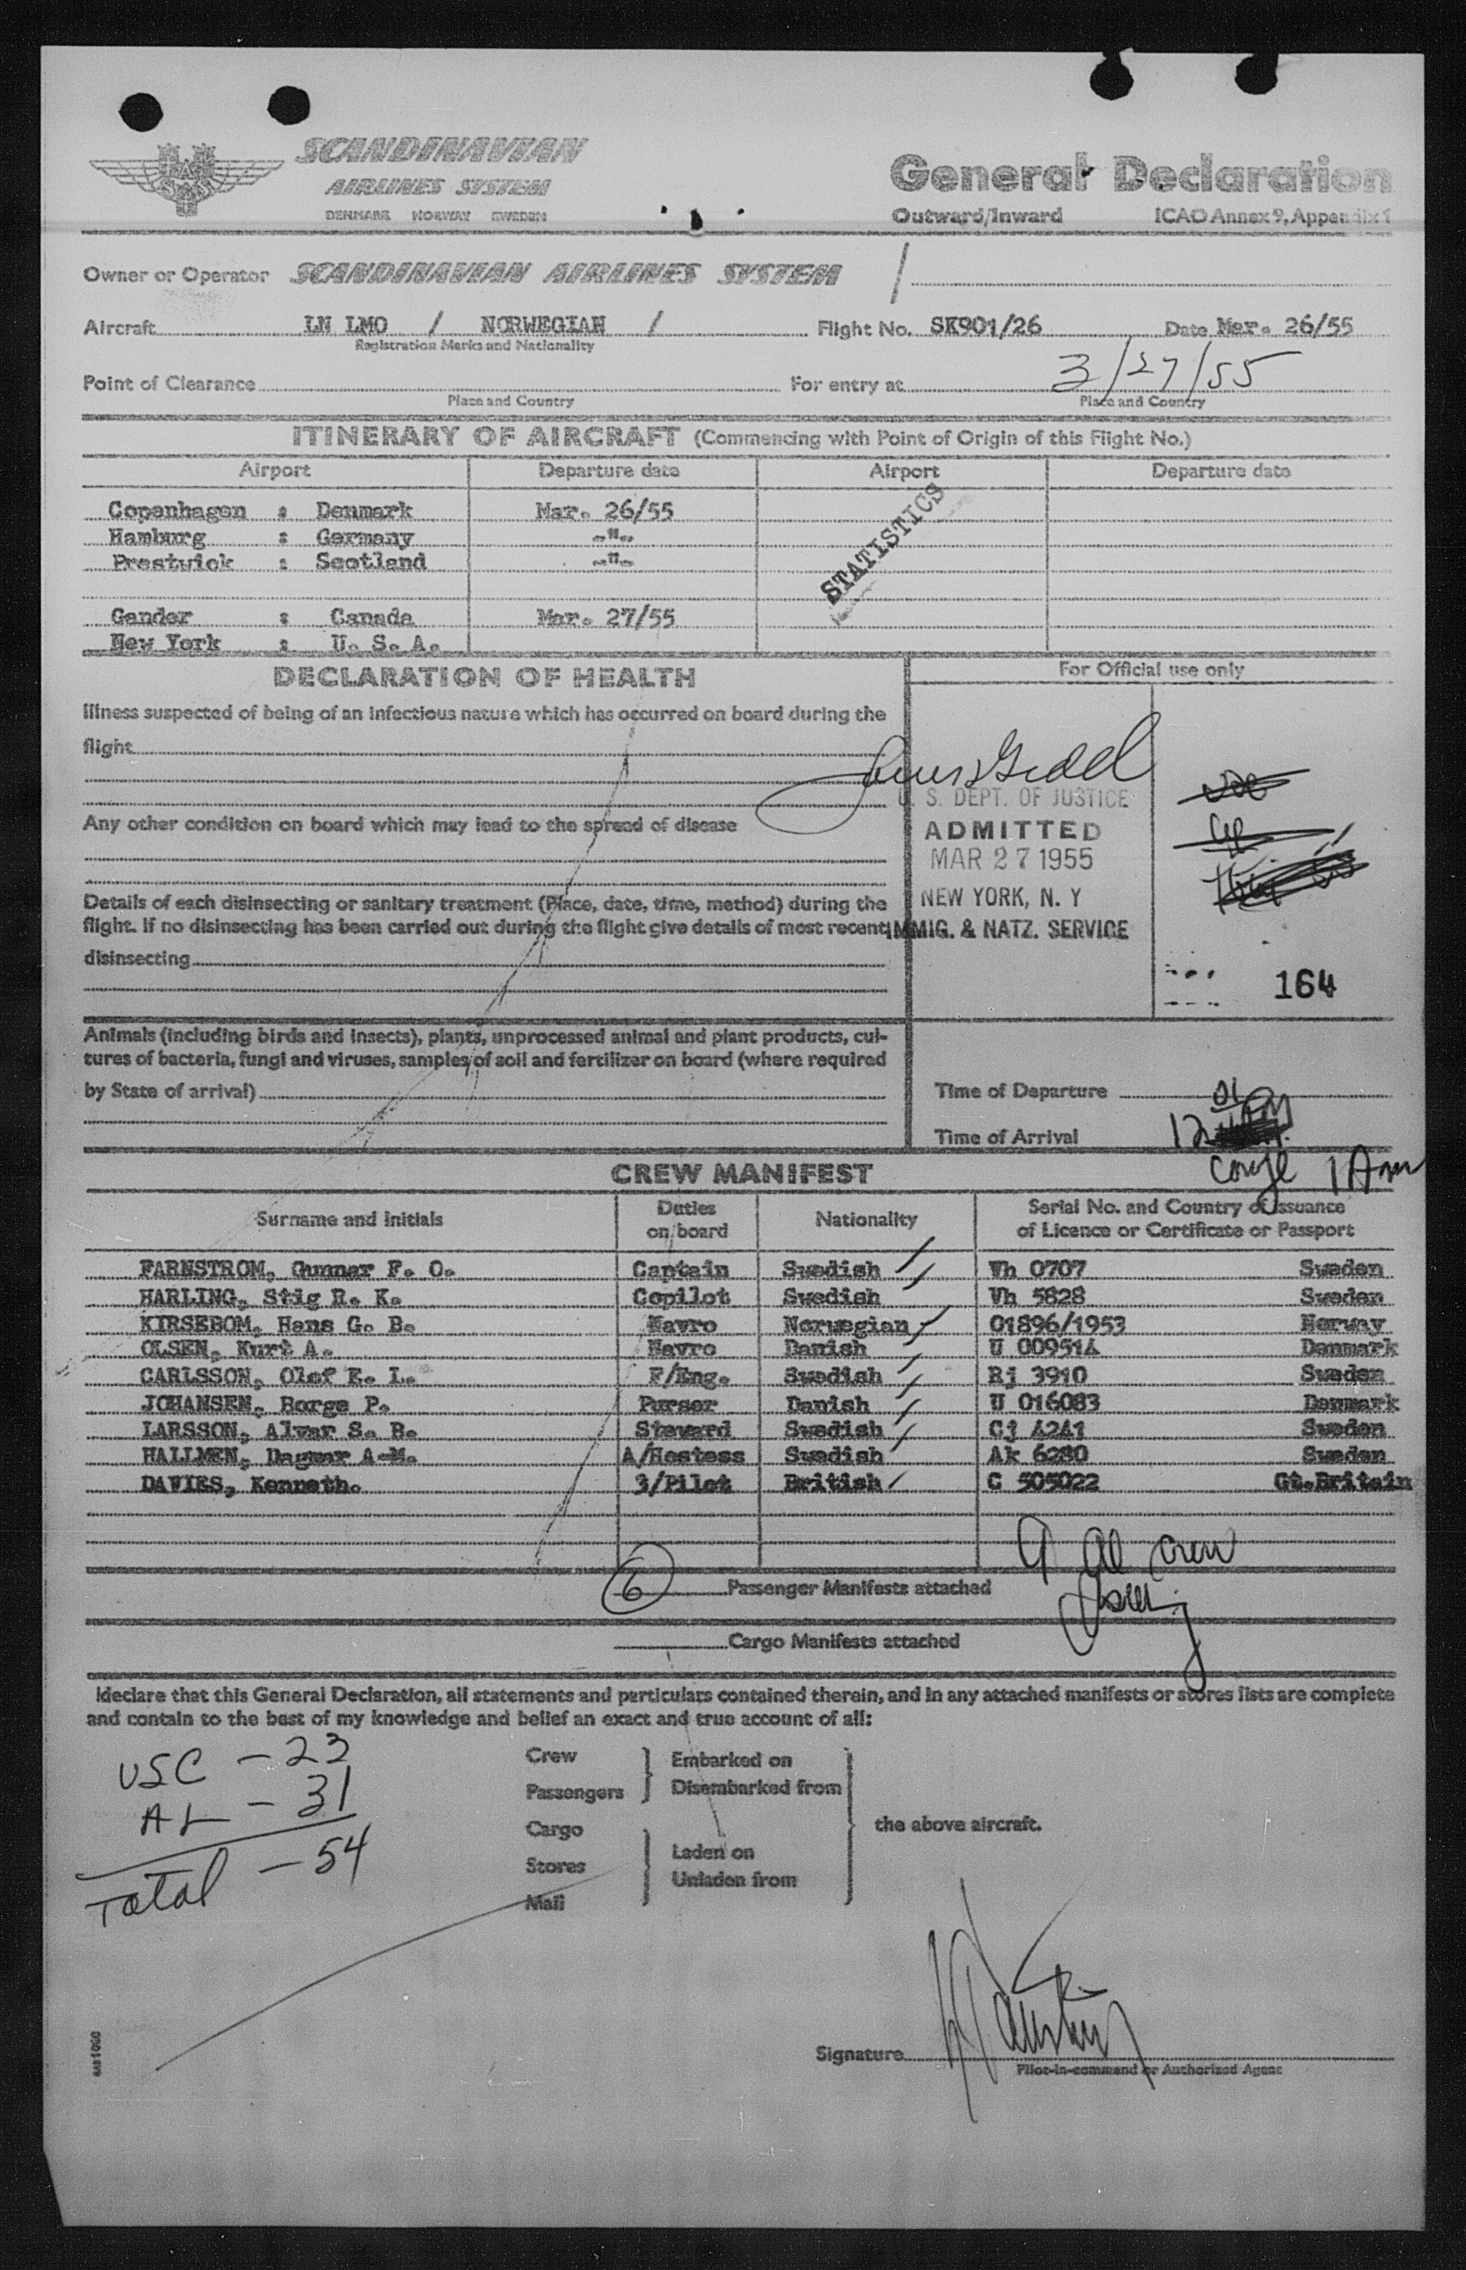 SCANDINAVIAN
AIRLINES SYSTEM
DENMARK NORWAY SWEDEN
General Declaration
Outward/Inward ICAO Annex 9, Appendix 1
Owner or Operator SCANDINAVIAN AIRLINES SYSTEM
Aircraft LN LMO / NORWEGIAN / Flight No. SK901/26 Date Mar. 26/55
Registration Marks and Nationality
Point of Clearance For entry at 3/27/55
Place and Country Place and Country
ITINERARY OF AIRCRAFT (Commencing with Point of Origin of this Flight No.)
Airport Departure date Airport Departure date
Copenhagen : Denmark Mar. 26/55
Hamburg : Germany -"-
Prestwick : Scotland -"-
STATISTICS
Gander : Canada Mar. 27/55
New York : U. S. A.
DECLARATION OF HEALTH
For Official use only
Illness suspected of being of an infectious nature which has occurred on board during the
flight
Any other condition on board which may lead to the spread of disease
Details of each disinsecting or sanitary treatment (Place, date, time, method) during the
flight. If no disinsecting has been carried out during the flight give details of most recent
disinsecting
U. S. DEPT. OF JUSTICE
ADMITTED
MAR 27 1955
NEW YORK, N. Y
IMMIG. & NATZ. SERVICE
164
Animals (including birds and insects), plants, unprocessed animal and plant products, cul-
tures of bacteria, fungi and viruses, samples of soil and fertilizer on board (where required
by State of arrival)
Time of Departure
Time of Arrival 12 01
1 Am
CREW MANIFEST
Surname and initials Duties on board Nationality Serial No. and Country of Issuance of Licence or Certificate or Passport
FARNSTROM, Gunnar F. O. Captain Swedish Vh 0707 Sweden
HARLING, Stig R. K. Copilot Swedish Vh 5828 Sweden
KIRSEBOM, Hans G. B. Navro Norwegian 01896/1953 Norway
OLSEN, Kurt A. Navro Danish U 009514 Denmark
CARLSSON, Olof E. L. F/Eng. Swedish Rj 3910 Sweden
JOHANSEN, Borge P. Purser Danish U 016083 Denmark
LARSSON, Alvar S. B. Steward Swedish Cj 4241 Sweden
HALLMEN, Dagmar A-M. A/Hostess Swedish Ak 6280 Sweden
DAVIES, Kenneth. 3/Pilot British C 505022 Gt.Britain
9 al crew
6 Passenger Manifests attached
Cargo Manifests attached
I declare that this General Declaration, all statements and particulars contained therein, and in any attached manifests or stores lists are complete
and contain to the best of my knowledge and belief an exact and true account of all:
USC - 23
AL - 31
Total - 54
Crew
Passengers
Embarked on
Disembarked from
Cargo
Stores
Mail
Laden on
Unladen from
the above aircraft.
Signature
Pilot-in-command or Authorized Agent